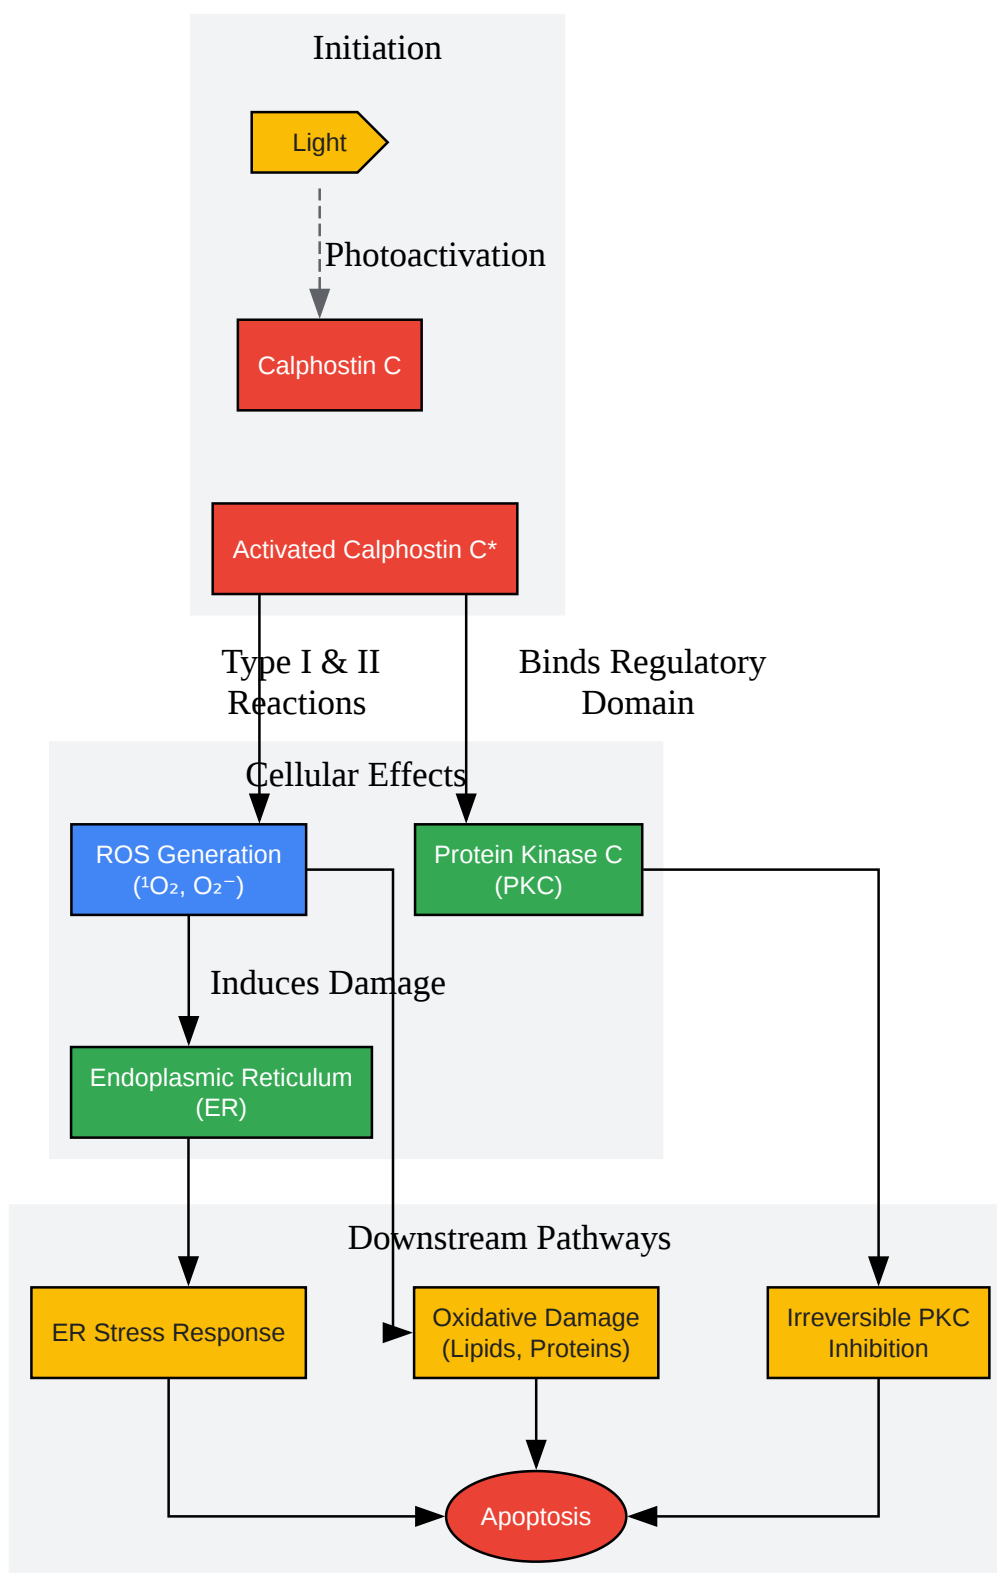 Initiation
Light
Photoactivation
Calphostin C
Activated Calphostin C*
Type I & II
Reactions
Binds Regulatory
Domain
Cellular Effects
ROS Generation
(¹O₂, O₂⁻)
Protein Kinase C
(PKC)
Induces Damage
Endoplasmic Reticulum
(ER)
Downstream Pathways
ER Stress Response
Oxidative Damage
(Lipids, Proteins)
Irreversible PKC
Inhibition
Apoptosis